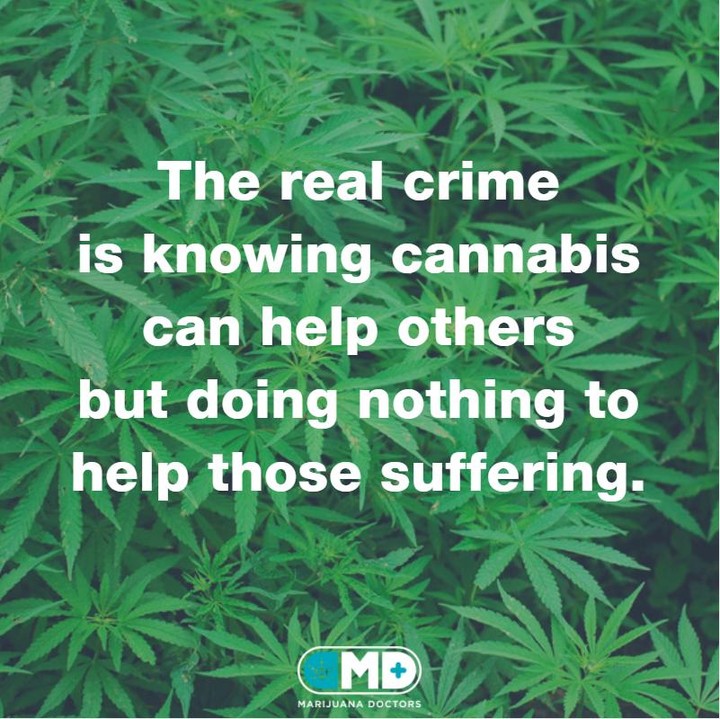 The real crime
is knowing cannabis
can help others
but doing nothing to
help those suffering.
MD
MARIJUANA DOCTORS